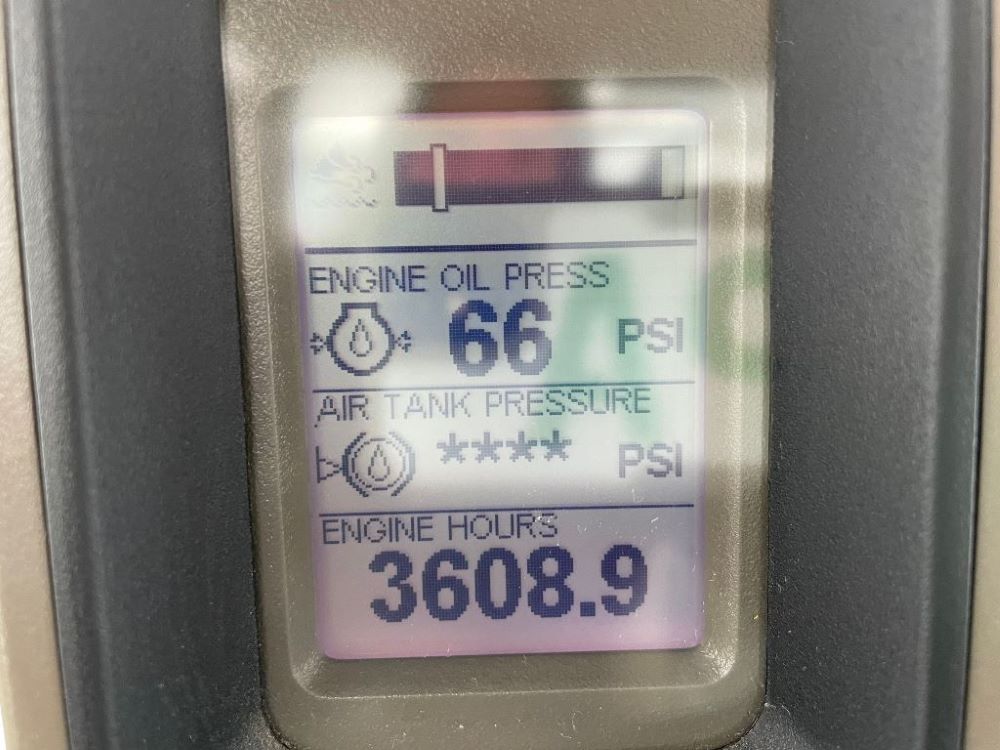 ENGINE OIL PRESS
66 PSI
AIR TANK PRESSURE
**** PSI
ENGINE HOURS
3608.9